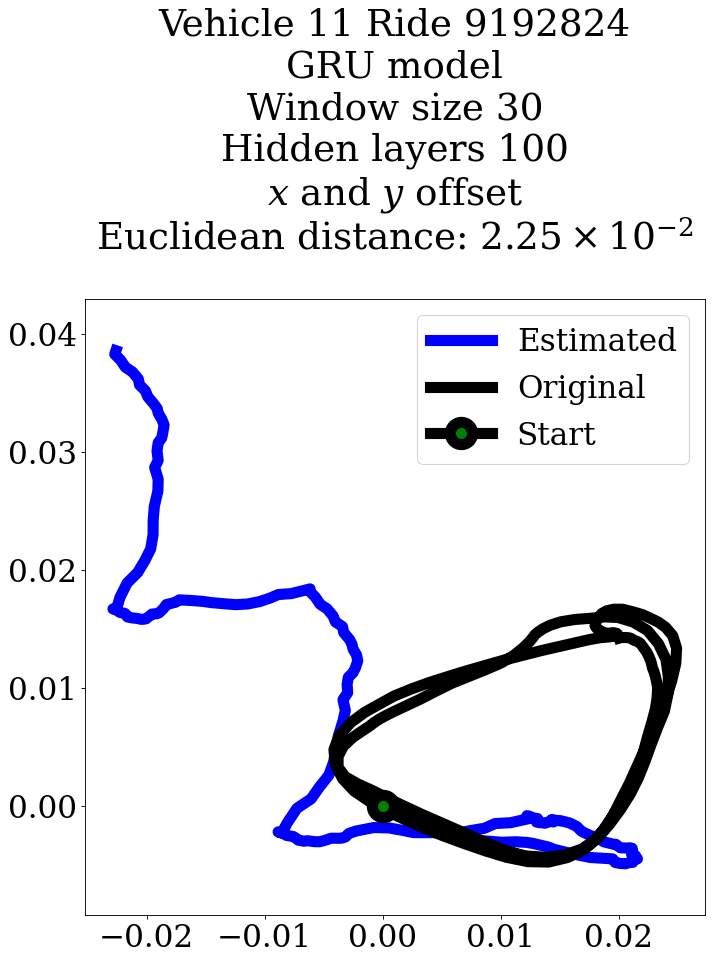 Vehicle 11 Ride 9192824
GRU model
Window size 30
Hidden layers 100
x and y offset
Euclidean distance: 2.25 × 10⁻²
Estimated
Original
Start
0.04
0.03
0.02
0.01
0.00
−0.02 −0.01 0.00 0.01 0.02